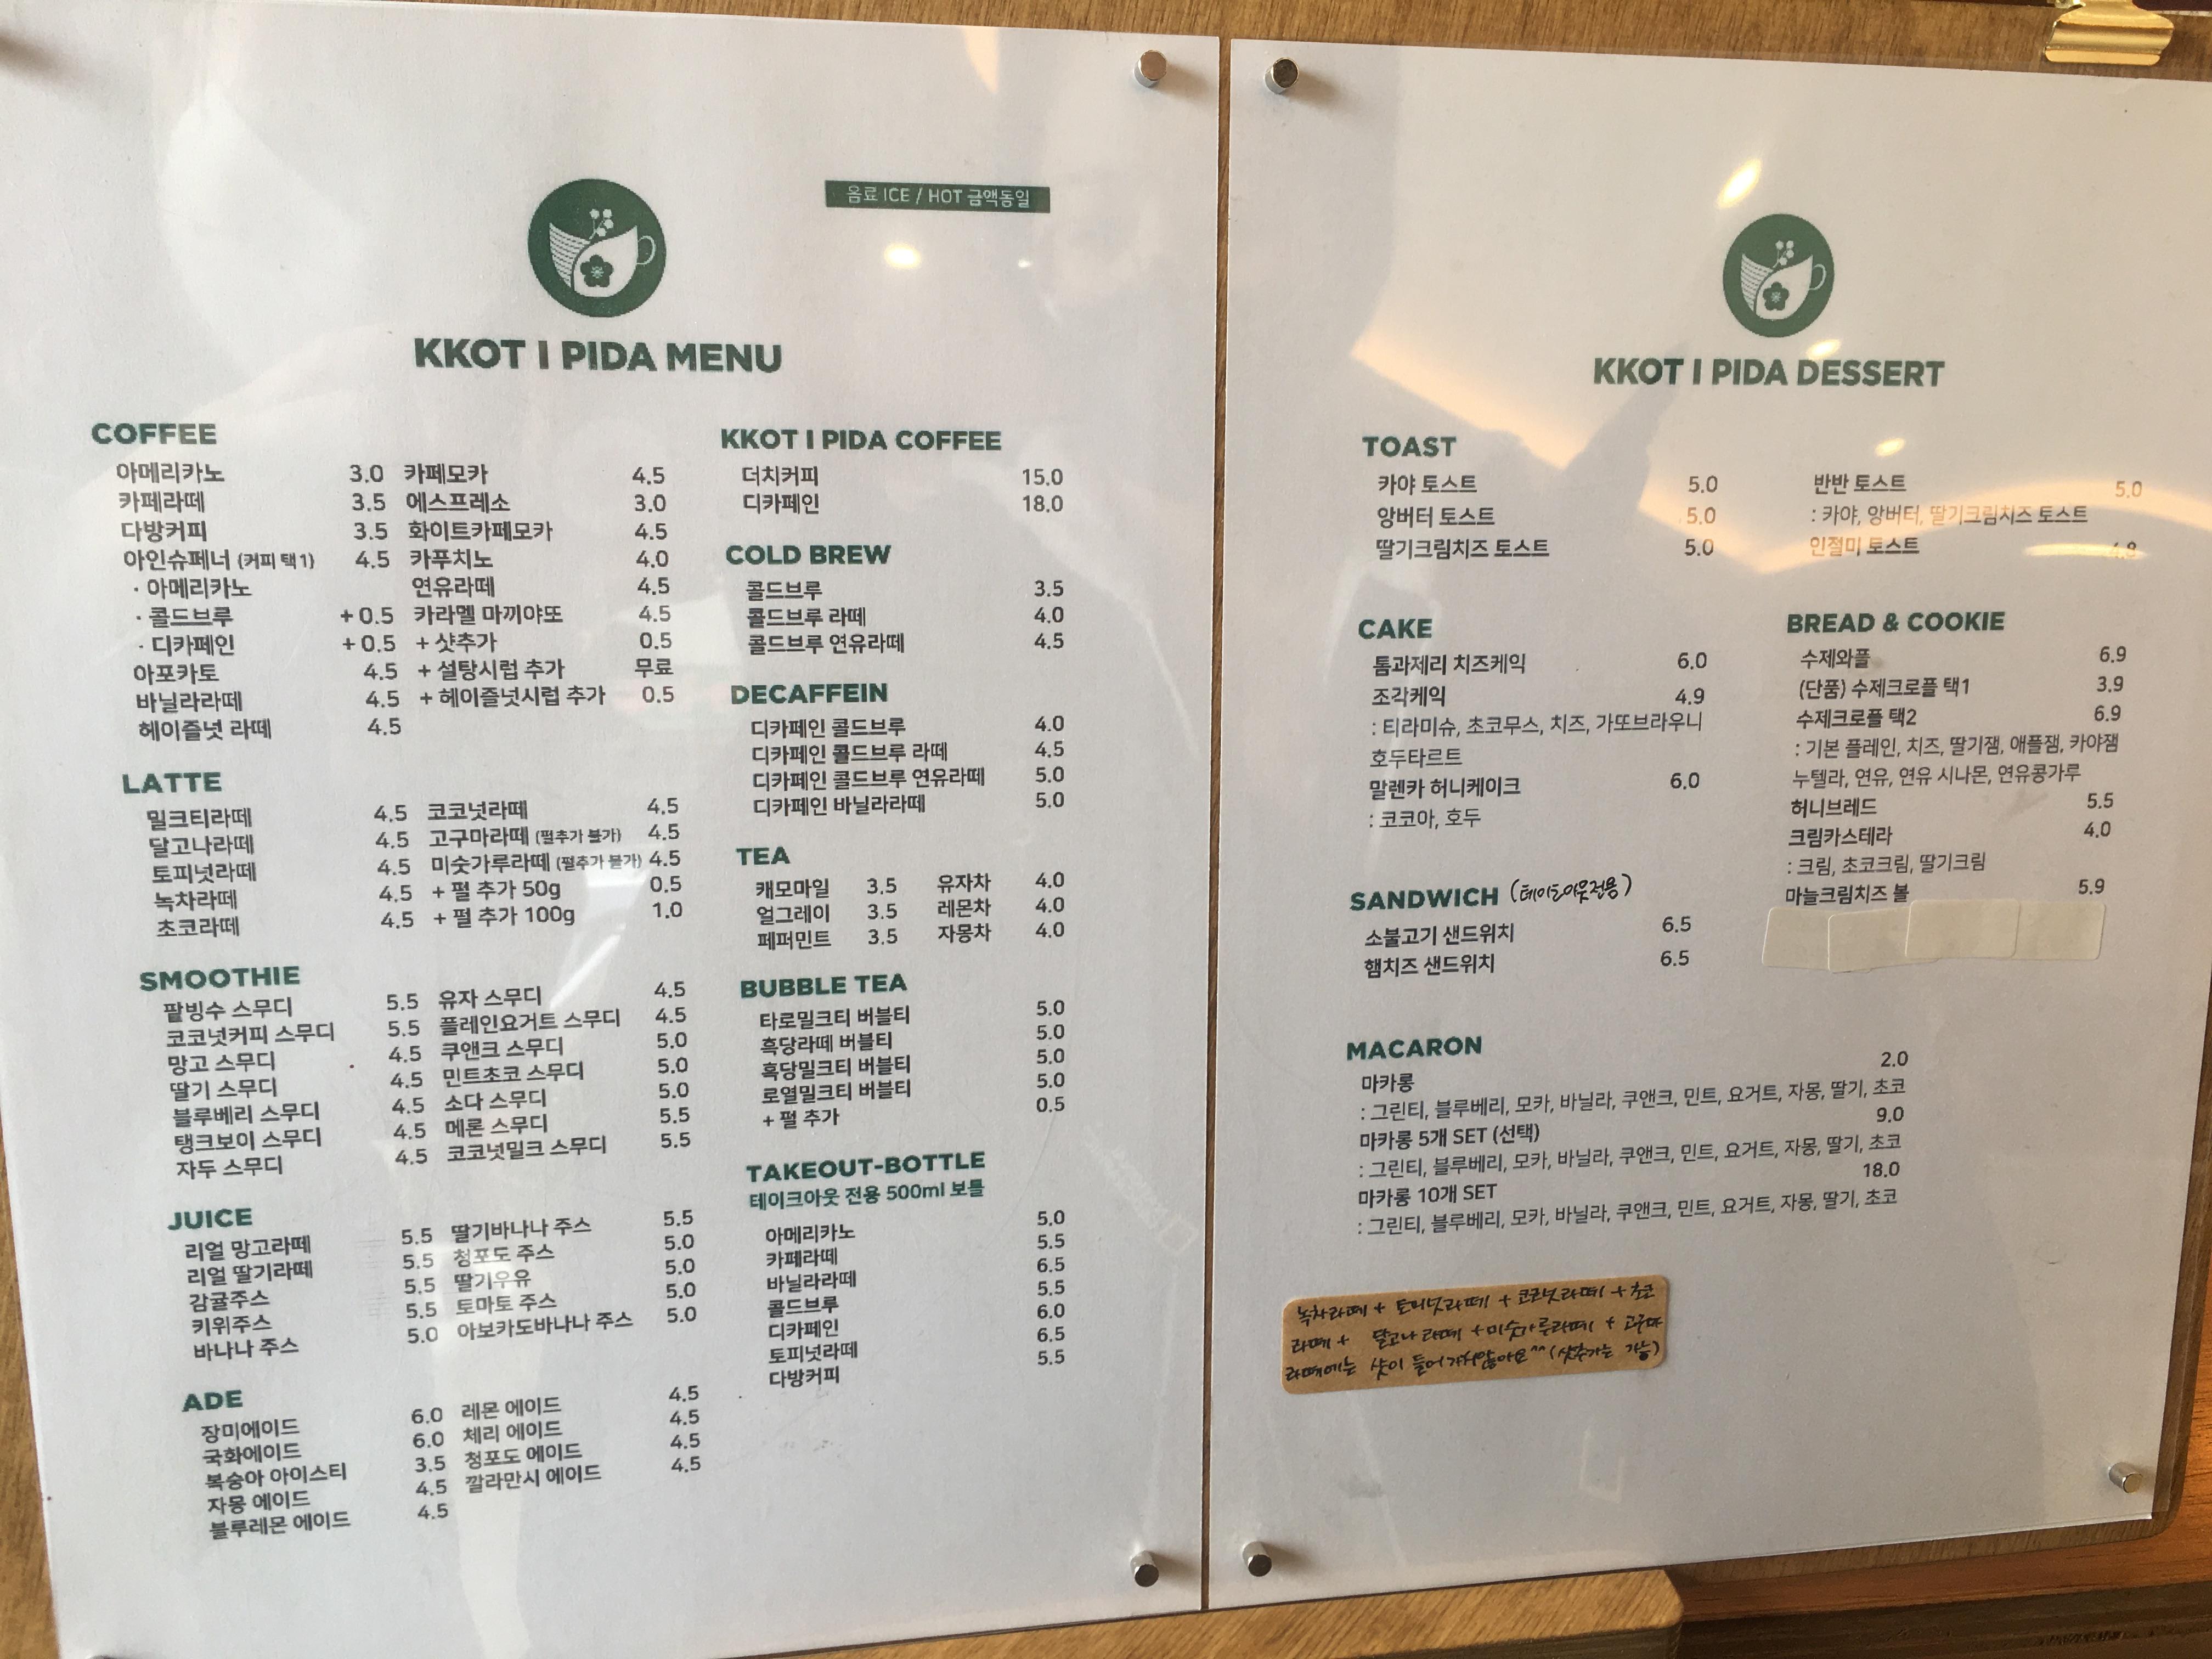 음료 ICE / HOT 금액동일
KKOT I PIDA MENU
COFFEE
아메리카노 3.0 카페모카 4.5
카페라떼 3.5 에스프레소 3.0
다방커피 3.5 화이트카페모카 4.5
아인슈페너 (커피 택1) 4.5 카푸치노 4.0
· 아메리카노 연유라떼 4.5
· 콜드브루 + 0.5 카라멜 마끼야또 4.5
· 디카페인 + 0.5 + 샷추가 0.5
아포카토 4.5 + 설탕시럽 추가 무료
바닐라라떼 4.5 + 헤이즐넛시럽 추가 0.5
헤이즐넛 라떼 4.5
LATTE
밀크티라떼 4.5 코코넛라떼 4.5
달고나라떼 4.5 고구마라떼 (펄추가 불가) 4.5
토피넛라떼 4.5 미숫가루라떼 (펄추가 불가) 4.5
녹차라떼 4.5 + 펄 추가 50g 0.5
초코라떼 4.5 + 펄 추가 100g 1.0
SMOOTHIE
팥빙수 스무디 5.5 유자 스무디 4.5
코코넛커피 스무디 5.5 플레인요거트 스무디 4.5
망고 스무디 4.5 쿠앤크 스무디 5.0
딸기 스무디 4.5 민트초코 스무디 5.0
블루베리 스무디 4.5 소다 스무디 5.0
탱크보이 스무디 4.5 메론 스무디 5.5
자두 스무디 4.5 코코넛밀크 스무디 5.5
JUICE
리얼 망고라떼 5.5 딸기바나나 주스 5.5
리얼 딸기라떼 5.5 청포도 주스 5.0
감귤주스 5.5 딸기우유 5.0
키위주스 5.5 토마토 주스 5.0
바나나 주스 5.0 아보카도바나나 주스 5.0
ADE
장미에이드 6.0 레몬 에이드 4.5
국화에이드 6.0 체리 에이드 4.5
복숭아 아이스티 3.5 청포도 에이드 4.5
자몽 에이드 4.5 깔라만시 에이드 4.5
블루레몬 에이드 4.5
KKOT I PIDA COFFEE
더치커피 15.0
디카페인 18.0
COLD BREW
콜드브루 3.5
콜드브루 라떼 4.0
콜드브루 연유라떼 4.5
DECAFFEIN
디카페인 콜드브루 4.0
디카페인 콜드브루 라떼 4.5
디카페인 콜드브루 연유라떼 5.0
디카페인 바닐라라떼 5.0
TEA
캐모마일 3.5 유자차 4.0
얼그레이 3.5 레몬차 4.0
페퍼민트 3.5 자몽차 4.0
BUBBLE TEA
타로밀크티 버블티 5.0
흑당라떼 버블티 5.0
흑당밀크티 버블티 5.0
로열밀크티 버블티 5.0
+ 펄 추가 0.5
TAKEOUT-BOTTLE
테이크아웃 전용 500ml 보틀
아메리카노 5.0
카페라떼 5.5
바닐라라떼 6.5
콜드브루 5.5
디카페인 6.0
토피넛라떼 6.5
다방커피 5.5
KKOT I PIDA DESSERT
TOAST
카야 토스트 5.0
앙버터 토스트 5.0
딸기크림치즈 토스트 5.0
반반 토스트 5.0
: 카야, 앙버터, 딸기크림치즈 토스트
인절미 토스트 4.8
CAKE
톰과제리 치즈케익 6.0
조각케익 4.9
: 티라미슈, 초코무스, 치즈, 가또브라우니
호두타르트
말렌카 허니케이크 6.0
: 코코아, 호두
BREAD & COOKIE
수제와플 6.9
(단품) 수제크로플 택1 3.9
수제크로플 택2 6.9
: 기본 플레인, 치즈, 딸기잼, 애플잼, 카야잼
누텔라, 연유, 연유 시나몬, 연유콩가루
허니브레드 5.5
크림카스테라 4.0
: 크림, 초코크림, 딸기크림
마늘크림치즈 볼 5.9
SANDWICH (테이크아웃전용)
소불고기 샌드위치 6.5
햄치즈 샌드위치 6.5
MACARON
마카롱 2.0
: 그린티, 블루베리, 모카, 바닐라, 쿠앤크, 민트, 요거트, 자몽, 딸기, 초코
마카롱 5개 SET (선택) 9.0
: 그린티, 블루베리, 모카, 바닐라, 쿠앤크, 민트, 요거트, 자몽, 딸기, 초코
마카롱 10개 SET 18.0
: 그린티, 블루베리, 모카, 바닐라, 쿠앤크, 민트, 요거트, 자몽, 딸기, 초코
녹차라떼 + 토피넛라떼 + 코코넛라떼 + 초코
라떼 + 달고나 라떼 + 미숫가루라떼 + 고구마
라떼에는 샷이 들어가지않아요^^ (샷추가는 가능)